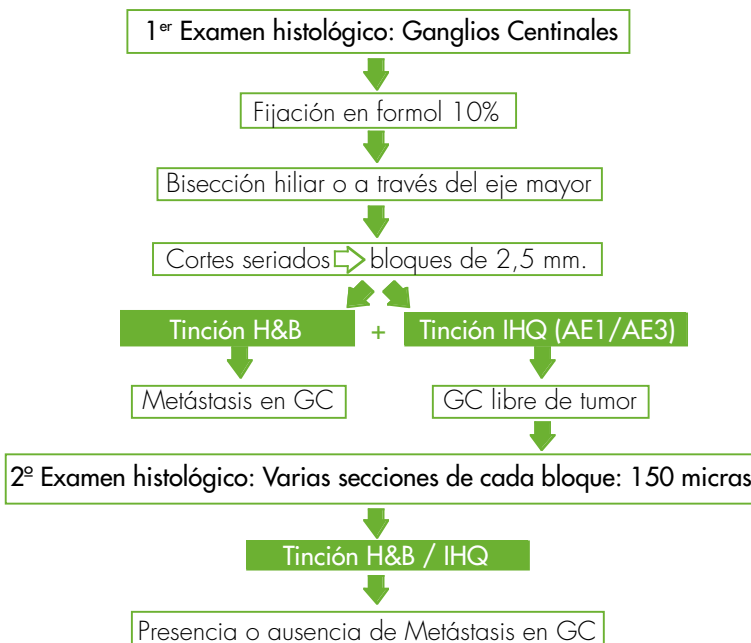 1er Examen histológico: Ganglios Centinales
Fijación en formol 10%
Bisección hiliar o a través del eje mayor
Cortes seriados bloques de 2,5 mm.
Tinción H&B + Tinción IHQ (AE1/AE3)
Metástasis en GC GC libre de tumor
2º Examen histológico: Varias secciones de cada bloque: 150 micras
Tinción H&B / IHQ
Presencia o ausencia de Metástasis en GC